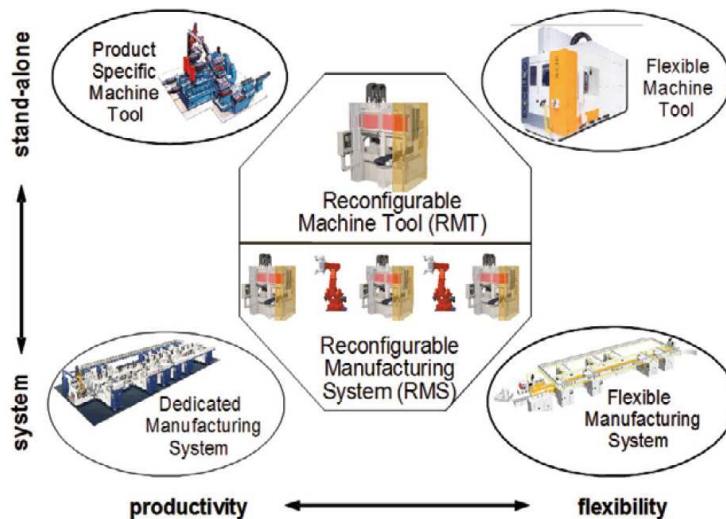 stand-alone
Product
Specific
Machine
Tool
Flexible
Machine
Tool
Reconfigurable
Machine Tool (RMT)
Reconfigurable
Manufacturing
System (RMS)
system
Dedicated
Manufacturing
System
Flexible
Manufacturing
System
productivity
flexibility